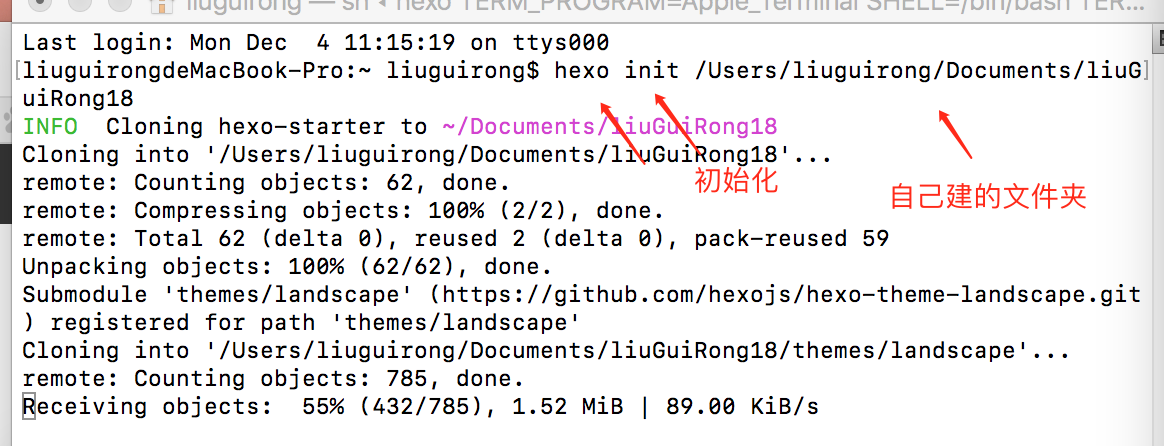 liuguirong — sh ◂ hexo TERM_PROGRAM=Apple_Terminal SHELL=/bin/bash TER...
Last login: Mon Dec  4 11:15:19 on ttys000
[liuguirongdeMacBook-Pro:~ liuguirong$ hexo init /Users/liuguirong/Documents/liuG]
uiRong18
INFO  Cloning hexo-starter to ~/Documents/liuGuiRong18
Cloning into '/Users/liuguirong/Documents/liuGuiRong18'...
remote: Counting objects: 62, done.
初始化
自己建的文件夹
remote: Compressing objects: 100% (2/2), done.
remote: Total 62 (delta 0), reused 2 (delta 0), pack-reused 59
Unpacking objects: 100% (62/62), done.
Submodule 'themes/landscape' (https://github.com/hexojs/hexo-theme-landscape.git
) registered for path 'themes/landscape'
Cloning into '/Users/liuguirong/Documents/liuGuiRong18/themes/landscape'...
remote: Counting objects: 785, done.
Receiving objects:  55% (432/785), 1.52 MiB | 89.00 KiB/s